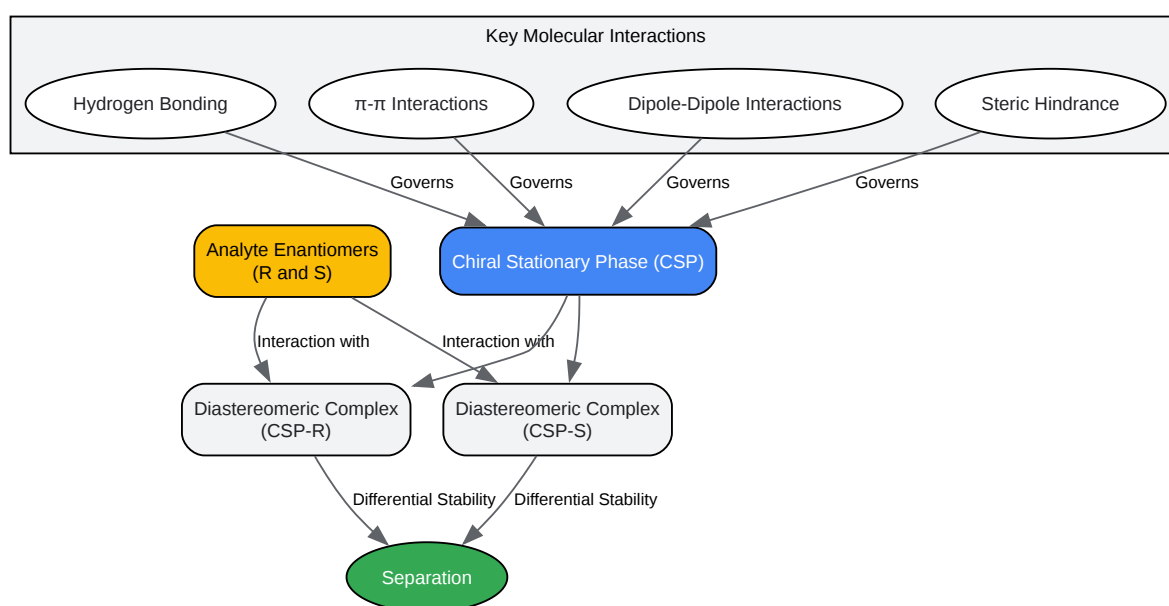 Key Molecular Interactions
Hydrogen Bonding
π-π Interactions
Dipole-Dipole Interactions
Steric Hindrance
Governs
Governs
Governs
Governs
Analyte Enantiomers
(R and S)
Chiral Stationary Phase (CSP)
Interaction with
Interaction with
Diastereomeric Complex
(CSP-R)
Diastereomeric Complex
(CSP-S)
Differential Stability
Differential Stability
Separation